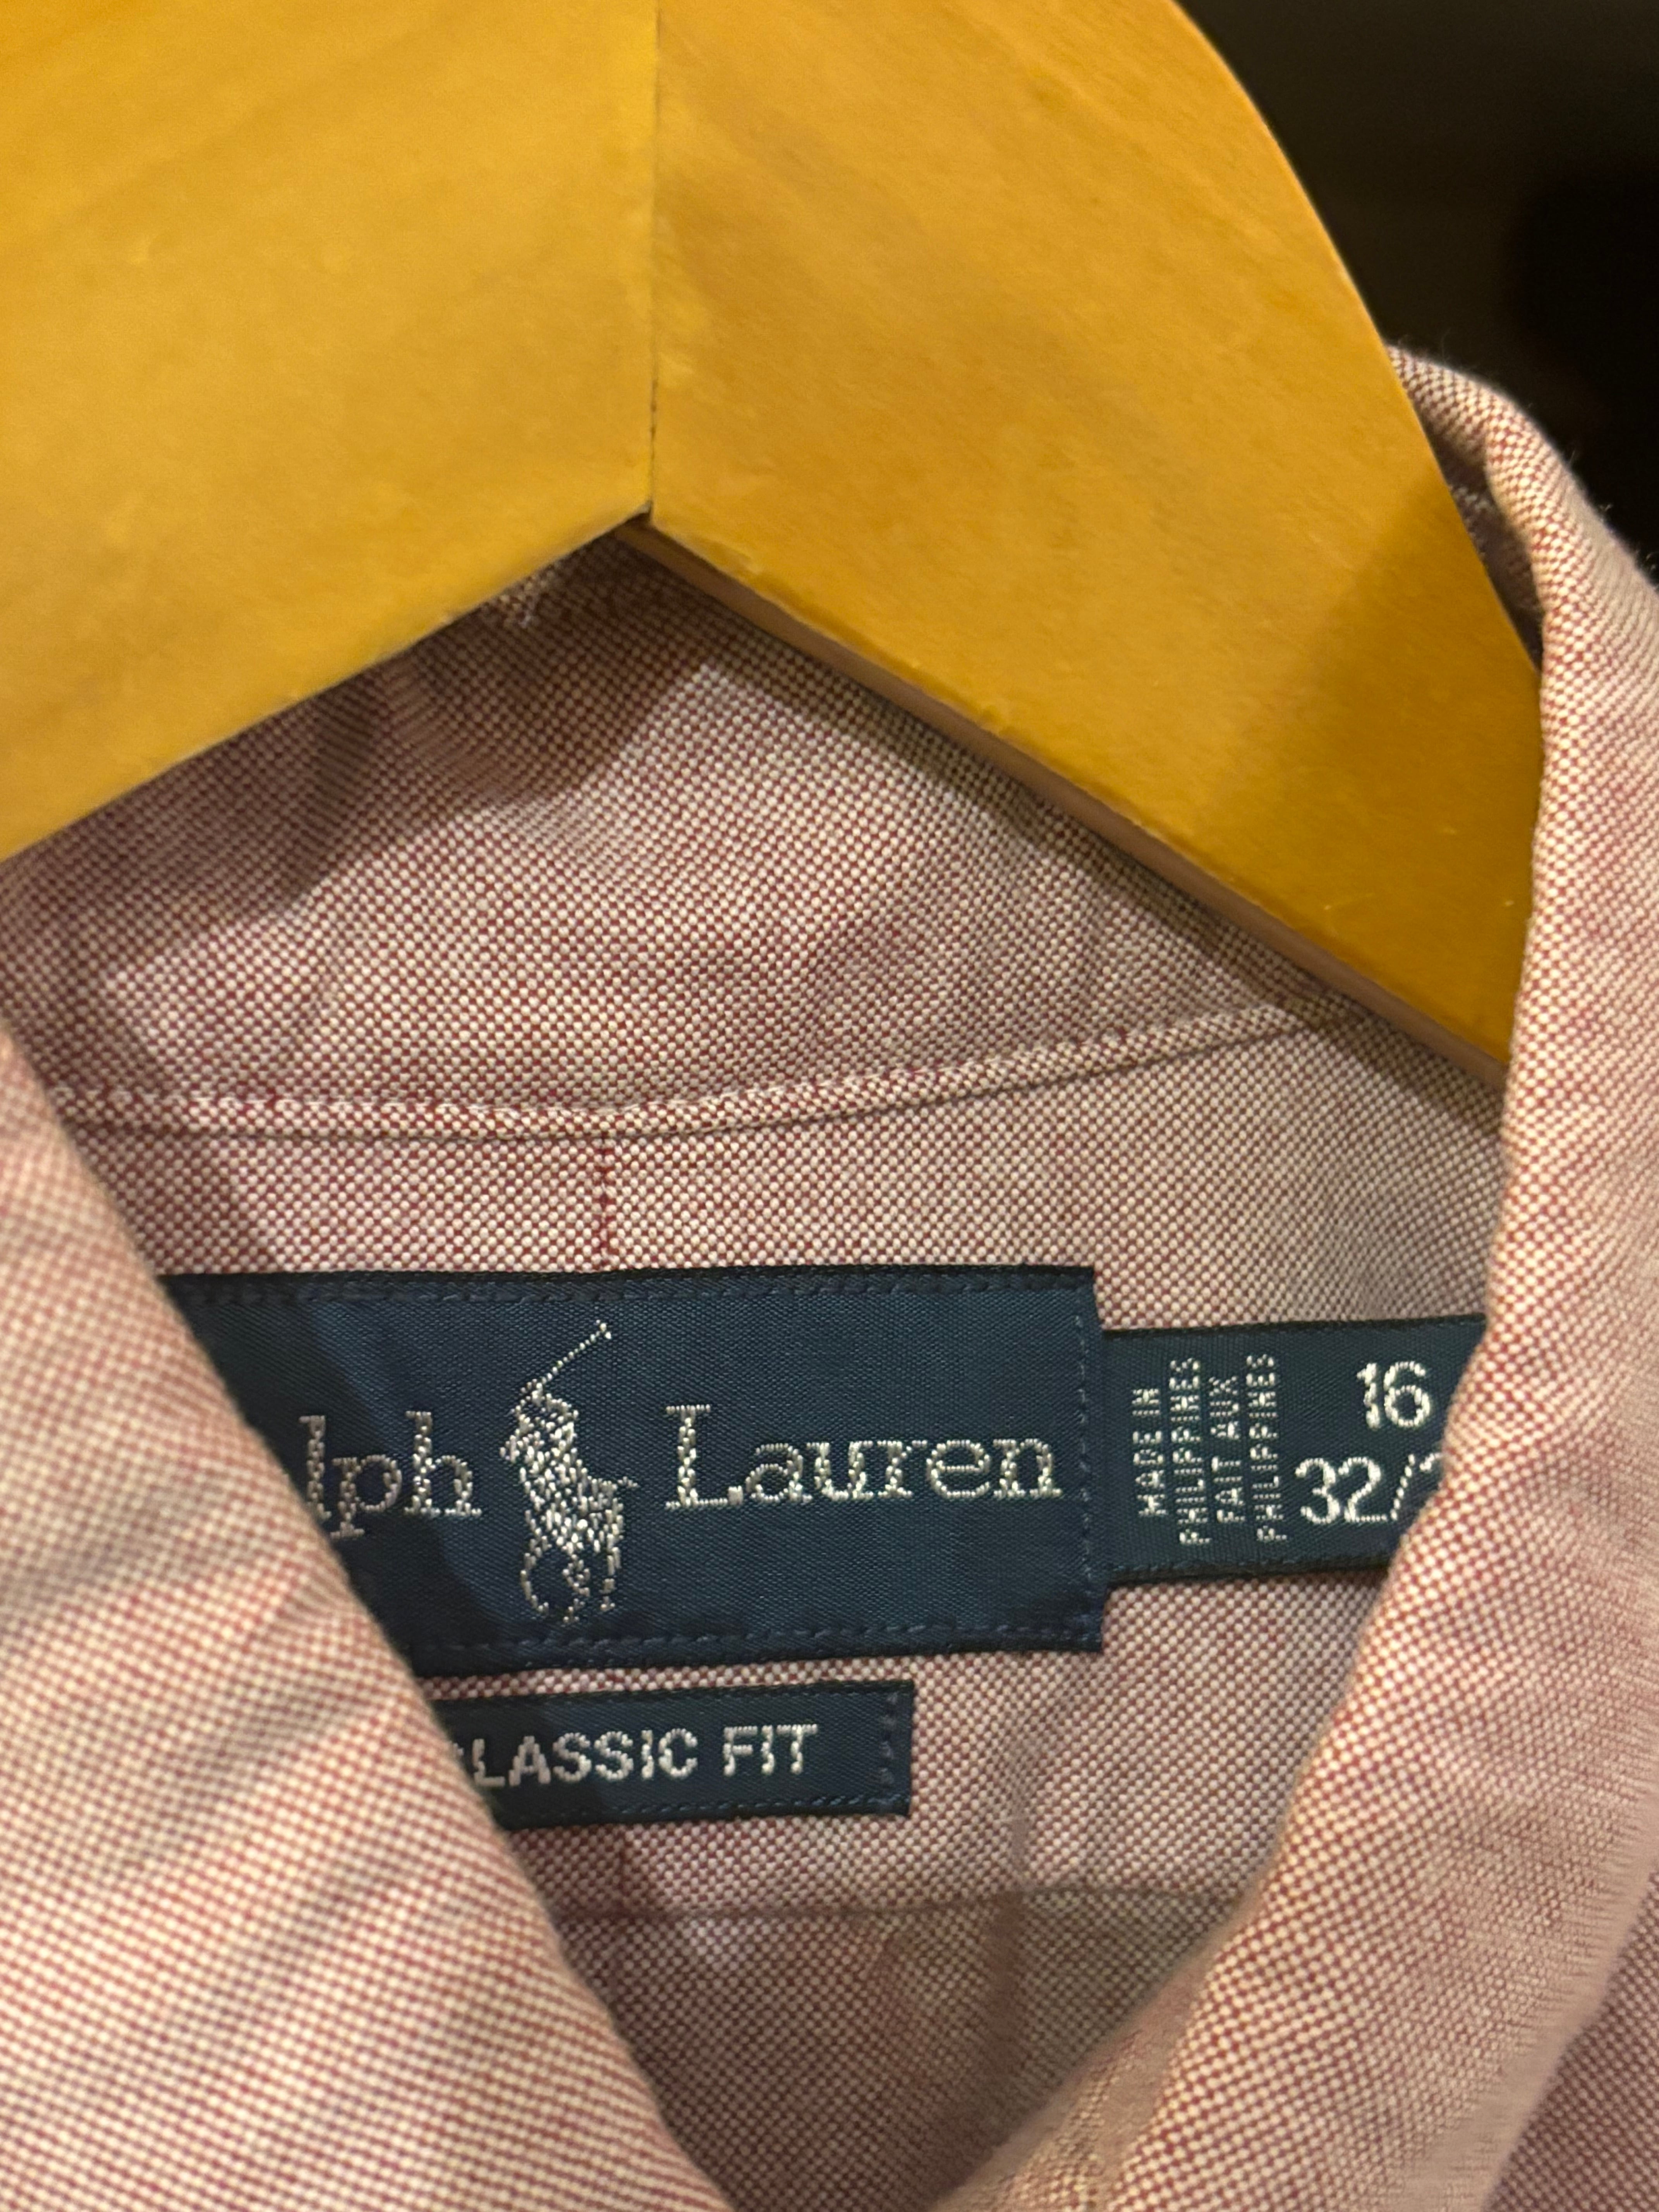 lph Lauren
MADE IN
PHILIPPINES
FAIT AUX
PHILIPPINES
16
32/
LASSIC FIT